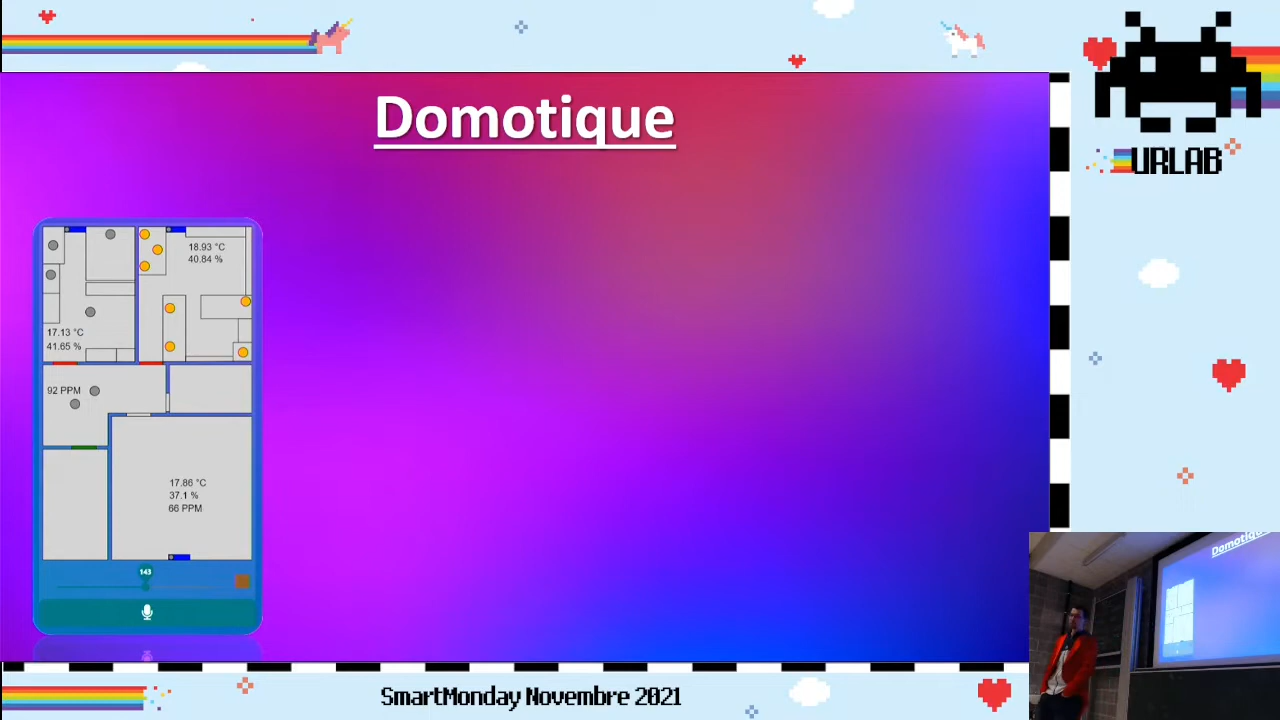 Domotique
URLAB
18.93 °C
40.84 %
17.13 °C
41.65 %
92 PPM
17.86 °C
37.1 %
66 PPM
143
Domotique
SmartMonday Novembre 2021